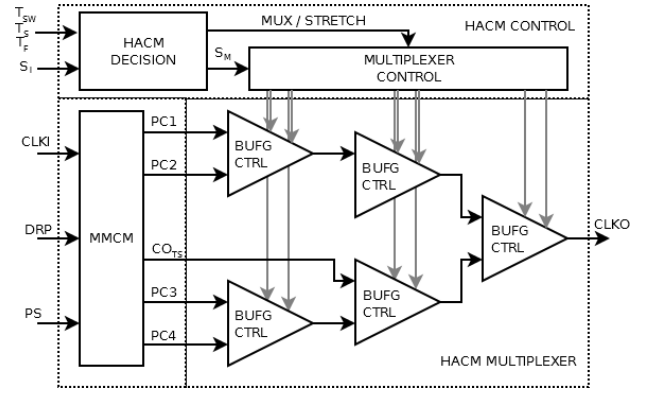 T_SW
T_S
T_F
S_I
HACM
DECISION
MUX / STRETCH
S_M
HACM CONTROL
MULTIPLEXER
CONTROL
CLKI
DRP
PS
MMCM
PC1
PC2
CO_TS
PC3
PC4
BUFG
CTRL
BUFG
CTRL
BUFG
CTRL
BUFG
CTRL
BUFG
CTRL
CLKO
HACM MULTIPLEXER